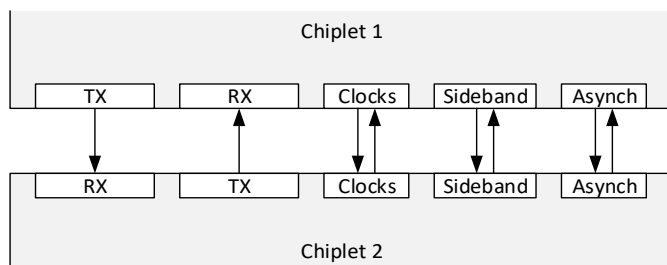 Chiplet 1
TX RX Clocks Sideband Asynch
RX TX Clocks Sideband Asynch
Chiplet 2